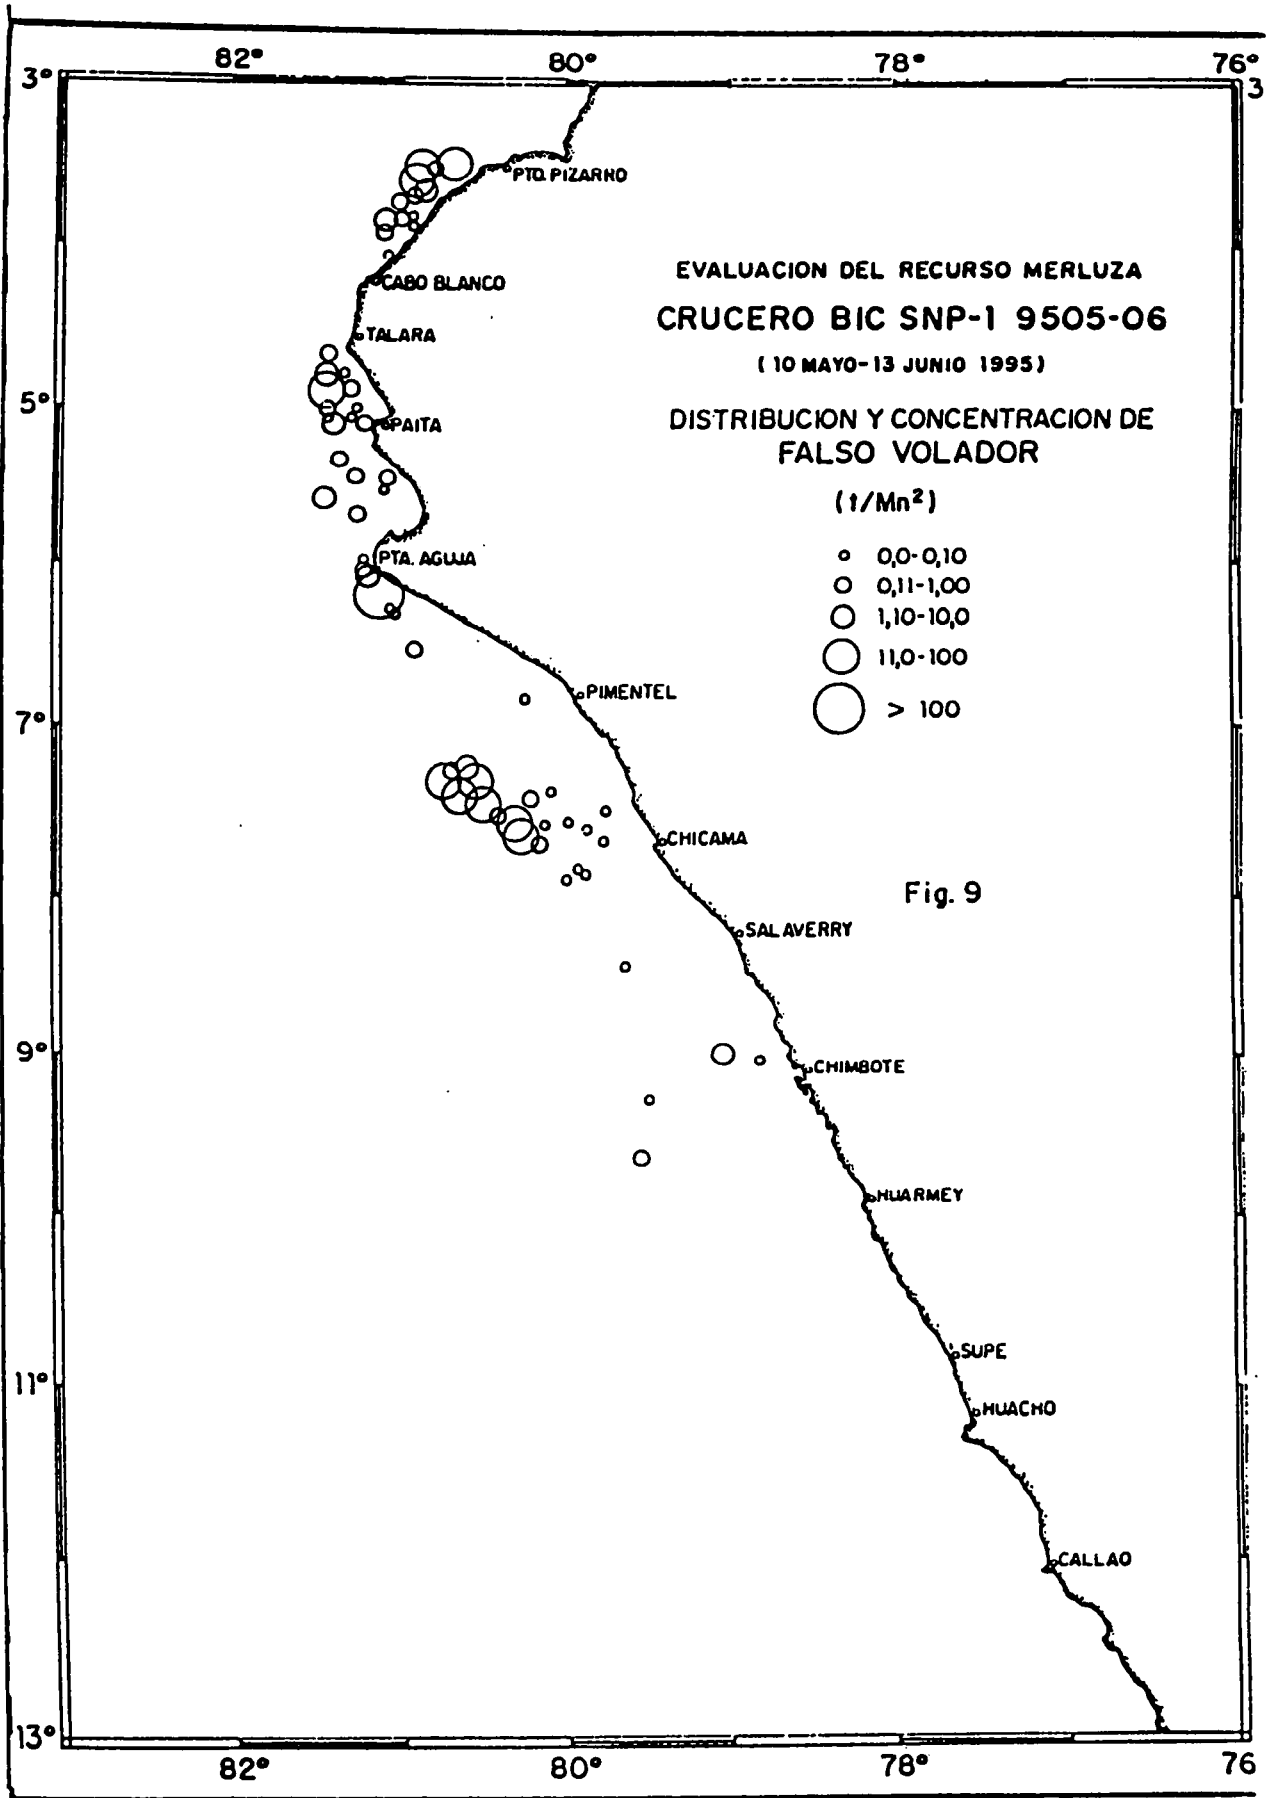 82° 80° 78° 76°
3° 3
PTO. PIZARRO
CABO BLANCO
TALARA
5°
PAITA
PTA. AGUJA
PIMENTEL
7°
CHICAMA
SALAVERRY
9°
CHIMBOTE
HUARMEY
SUPE
11°
HUACHO
CALLAO
13°
82° 80° 78° 76
EVALUACION DEL RECURSO MERLUZA
CRUCERO BIC SNP-1 9505-06
(10 MAYO-13 JUNIO 1995)
DISTRIBUCION Y CONCENTRACION DE
FALSO VOLADOR
(t/Mn²)
0,0-0,10
0,11-1,00
1,10-10,0
11,0-100
> 100
Fig. 9